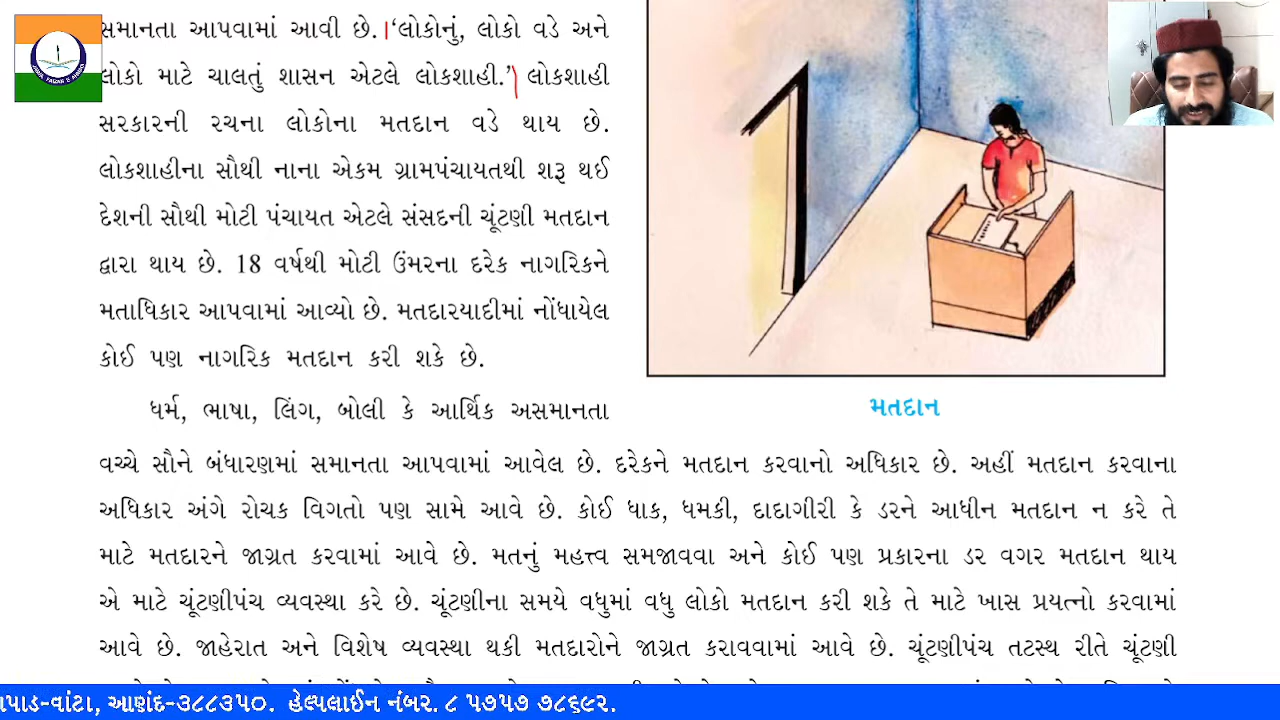 સમાનતા આપવામાં આવી છે. ‘લોકોનું, લોકો વડે અને
લોકો માટે ચાલતું શાસન એટલે લોકશાહી.’ લોકશાહી
સરકારની રચના લોકોના મતદાન વડે થાય છે.
લોકશાહીના સૌથી નાના એકમ ગ્રામપંચાયતથી શરૂ થઈ
દેશની સૌથી મોટી પંચાયત એટલે સંસદની ચૂંટણી મતદાન
દ્વારા થાય છે. 18 વર્ષથી મોટી ઉંમરના દરેક નાગરિકને
મતાધિકાર આપવામાં આવ્યો છે. મતદારયાદીમાં નોંધાયેલ
કોઈ પણ નાગરિક મતદાન કરી શકે છે.
મતદાન
ધર્મ, ભાષા, લિંગ, બોલી કે આર્થિક અસમાનતા
વચ્ચે સૌને બંધારણમાં સમાનતા આપવામાં આવેલ છે. દરેકને મતદાન કરવાનો અધિકાર છે. અહીં મતદાન કરવાના
અધિકાર અંગે રોચક વિગતો પણ સામે આવે છે. કોઈ ધાક, ધમકી, દાદાગીરી કે ડરને આધીન મતદાન ન કરે તે
માટે મતદારને જાગ્રત કરવામાં આવે છે. મતનું મહત્ત્વ સમજાવવા અને કોઈ પણ પ્રકારના ડર વગર મતદાન થાય
એ માટે ચૂંટણીપંચ વ્યવસ્થા કરે છે. ચૂંટણીના સમયે વધુમાં વધુ લોકો મતદાન કરી શકે તે માટે ખાસ પ્રયત્નો કરવામાં
આવે છે. જાહેરાત અને વિશેષ વ્યવસ્થા થકી મતદારોને જાગ્રત કરાવવામાં આવે છે. ચૂંટણીપંચ તટસ્થ રીતે ચૂંટણી
પાડ-વાંટા, આણંદ-૩૮૮૩૫૦. હેલ્પલાઈન નંબર. ૮ ૫૭૫૭ ૭૮૬૯૨.